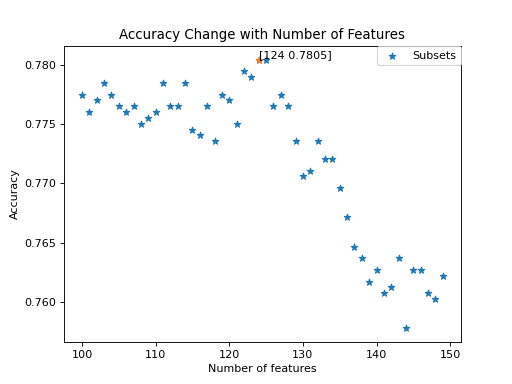 Accuracy Change with Number of Features
[124 0.7805]
Subsets
0.780
0.775
0.770
0.765
0.760
Accuracy
100 110 120 130 140 150
Number of features